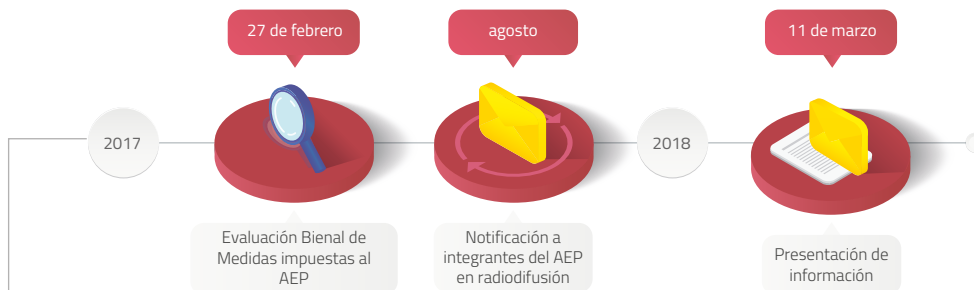 27 de febrero
agosto
11 de marzo
2017
2018
Evaluación Bienal de
Medidas impuestas al
AEP
Notificación a
integrantes del AEP
en radiodifusión
Presentación de
información